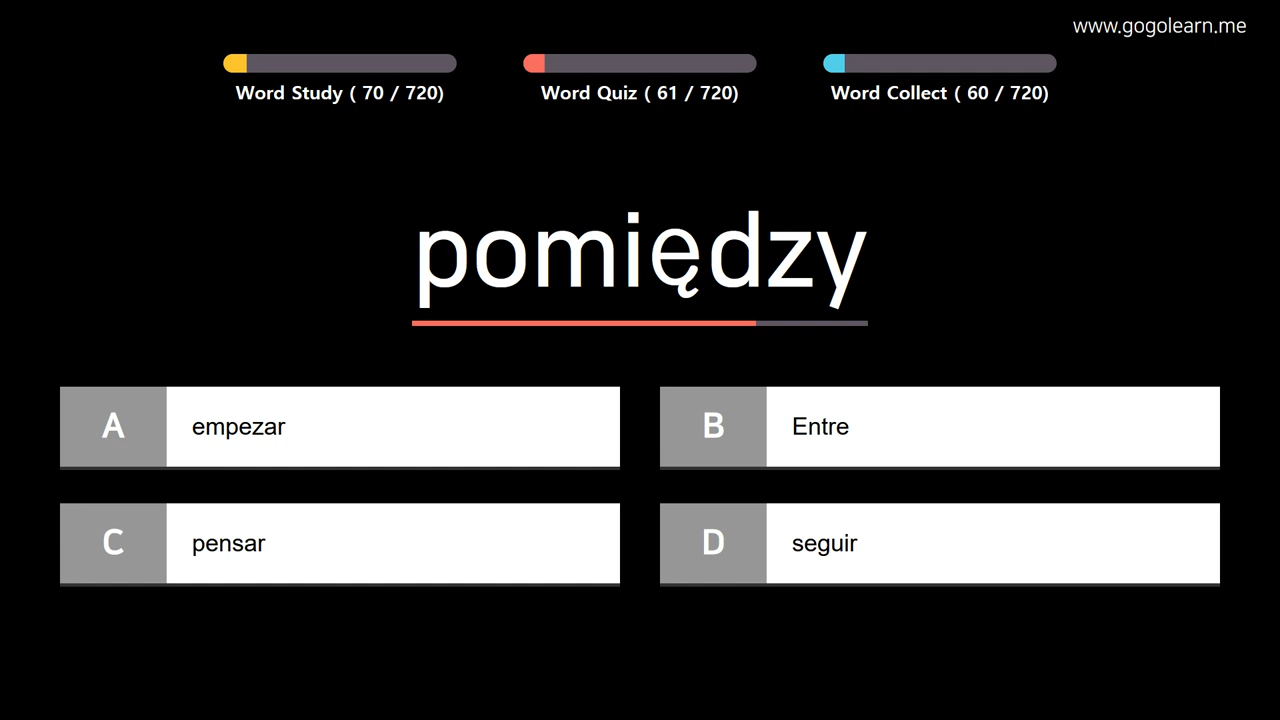 www.gogolearn.me
Word Study ( 70 / 720)
Word Quiz ( 61 / 720)
Word Collect ( 60 / 720)
pomiędzy
A empezar
B Entre
C pensar
D seguir